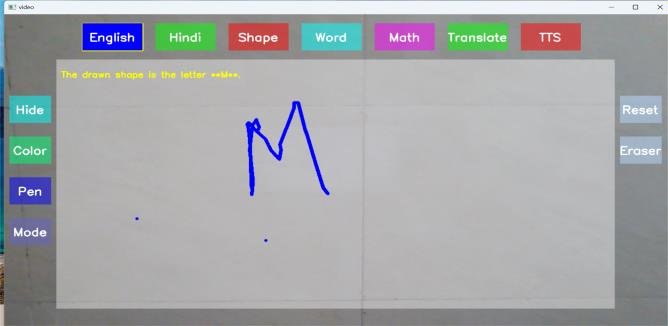 video
English Hindi Shape Word Math Translate TTS
The drawn shape is the letter **M**.
Hide
Reset
Color
Eraser
Pen
Mode
M